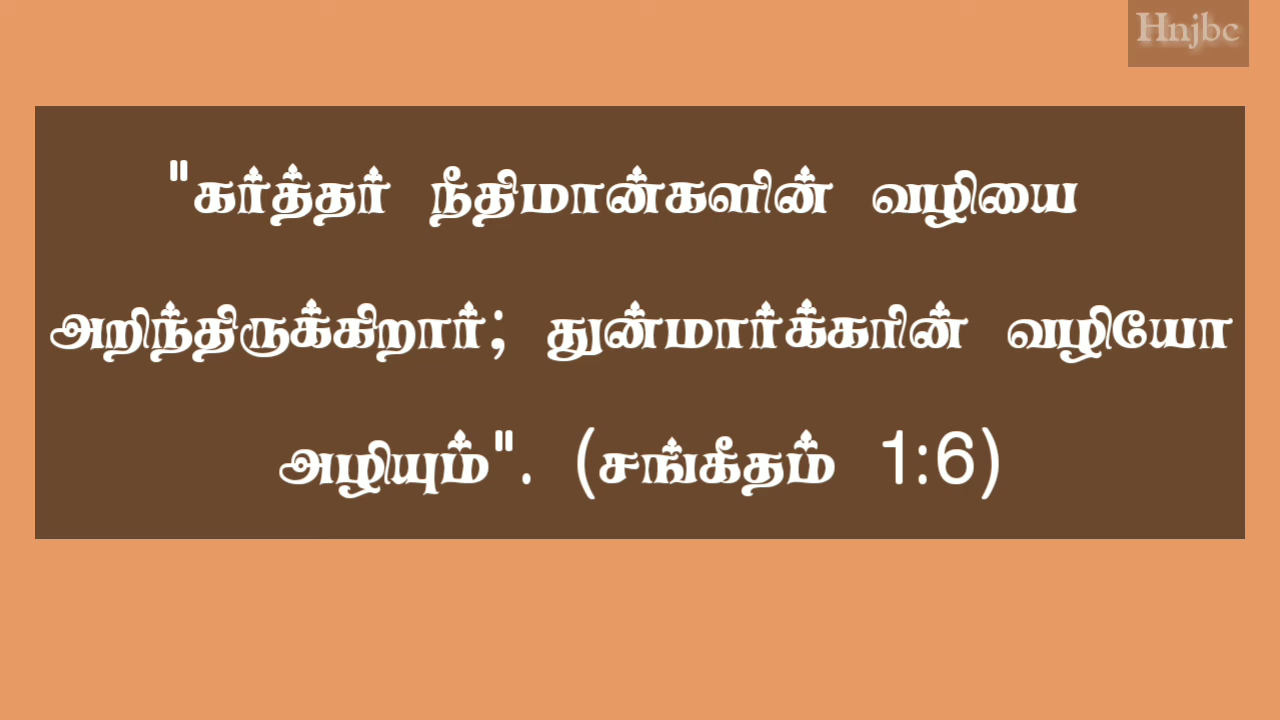 Hnjbc
"கர்த்தர் நீதிமான்களின் வழியை
அறிந்திருக்கிறார்; துன்மார்க்கரின் வழியோ
அழியும்". (சங்கீதம் 1:6)